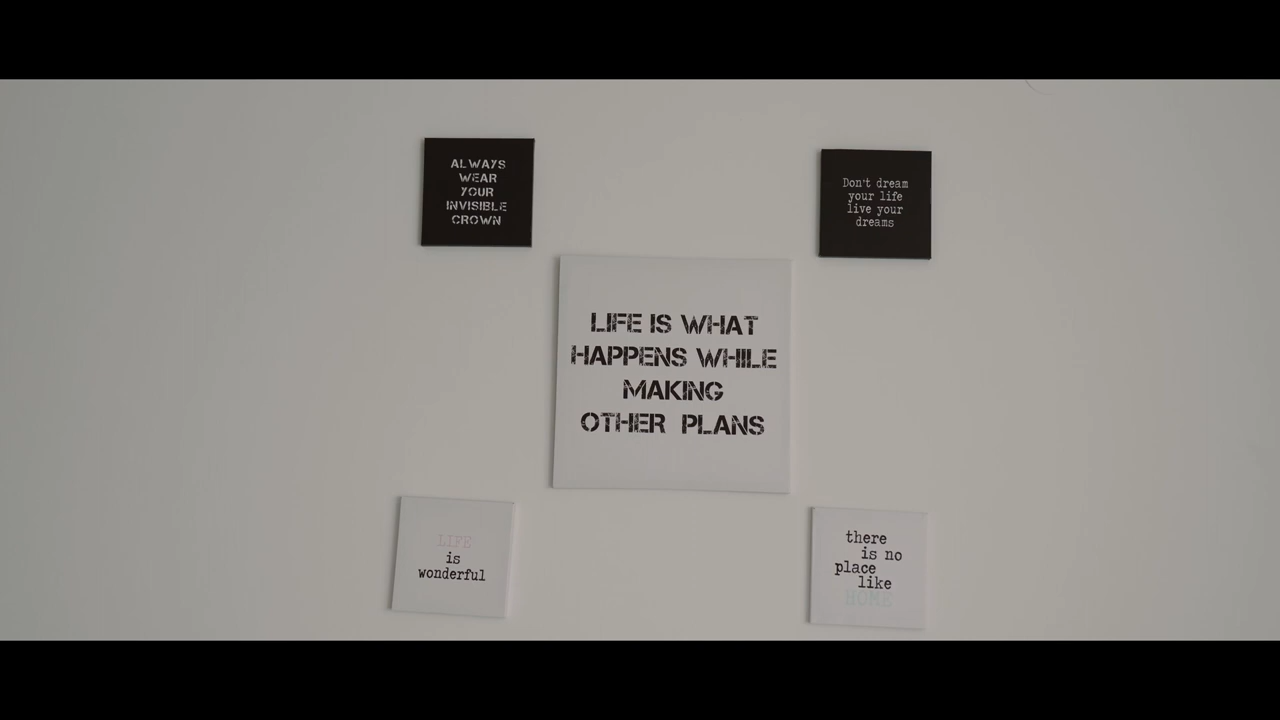 ALWAYS
WEAR
YOUR
INVISIBLE
CROWN
Don't dream
your life
live your
dreams
LIFE IS WHAT
HAPPENS WHILE
MAKING
OTHER PLANS
LIFE
is
wonderful
there
is no
place
like
HOME